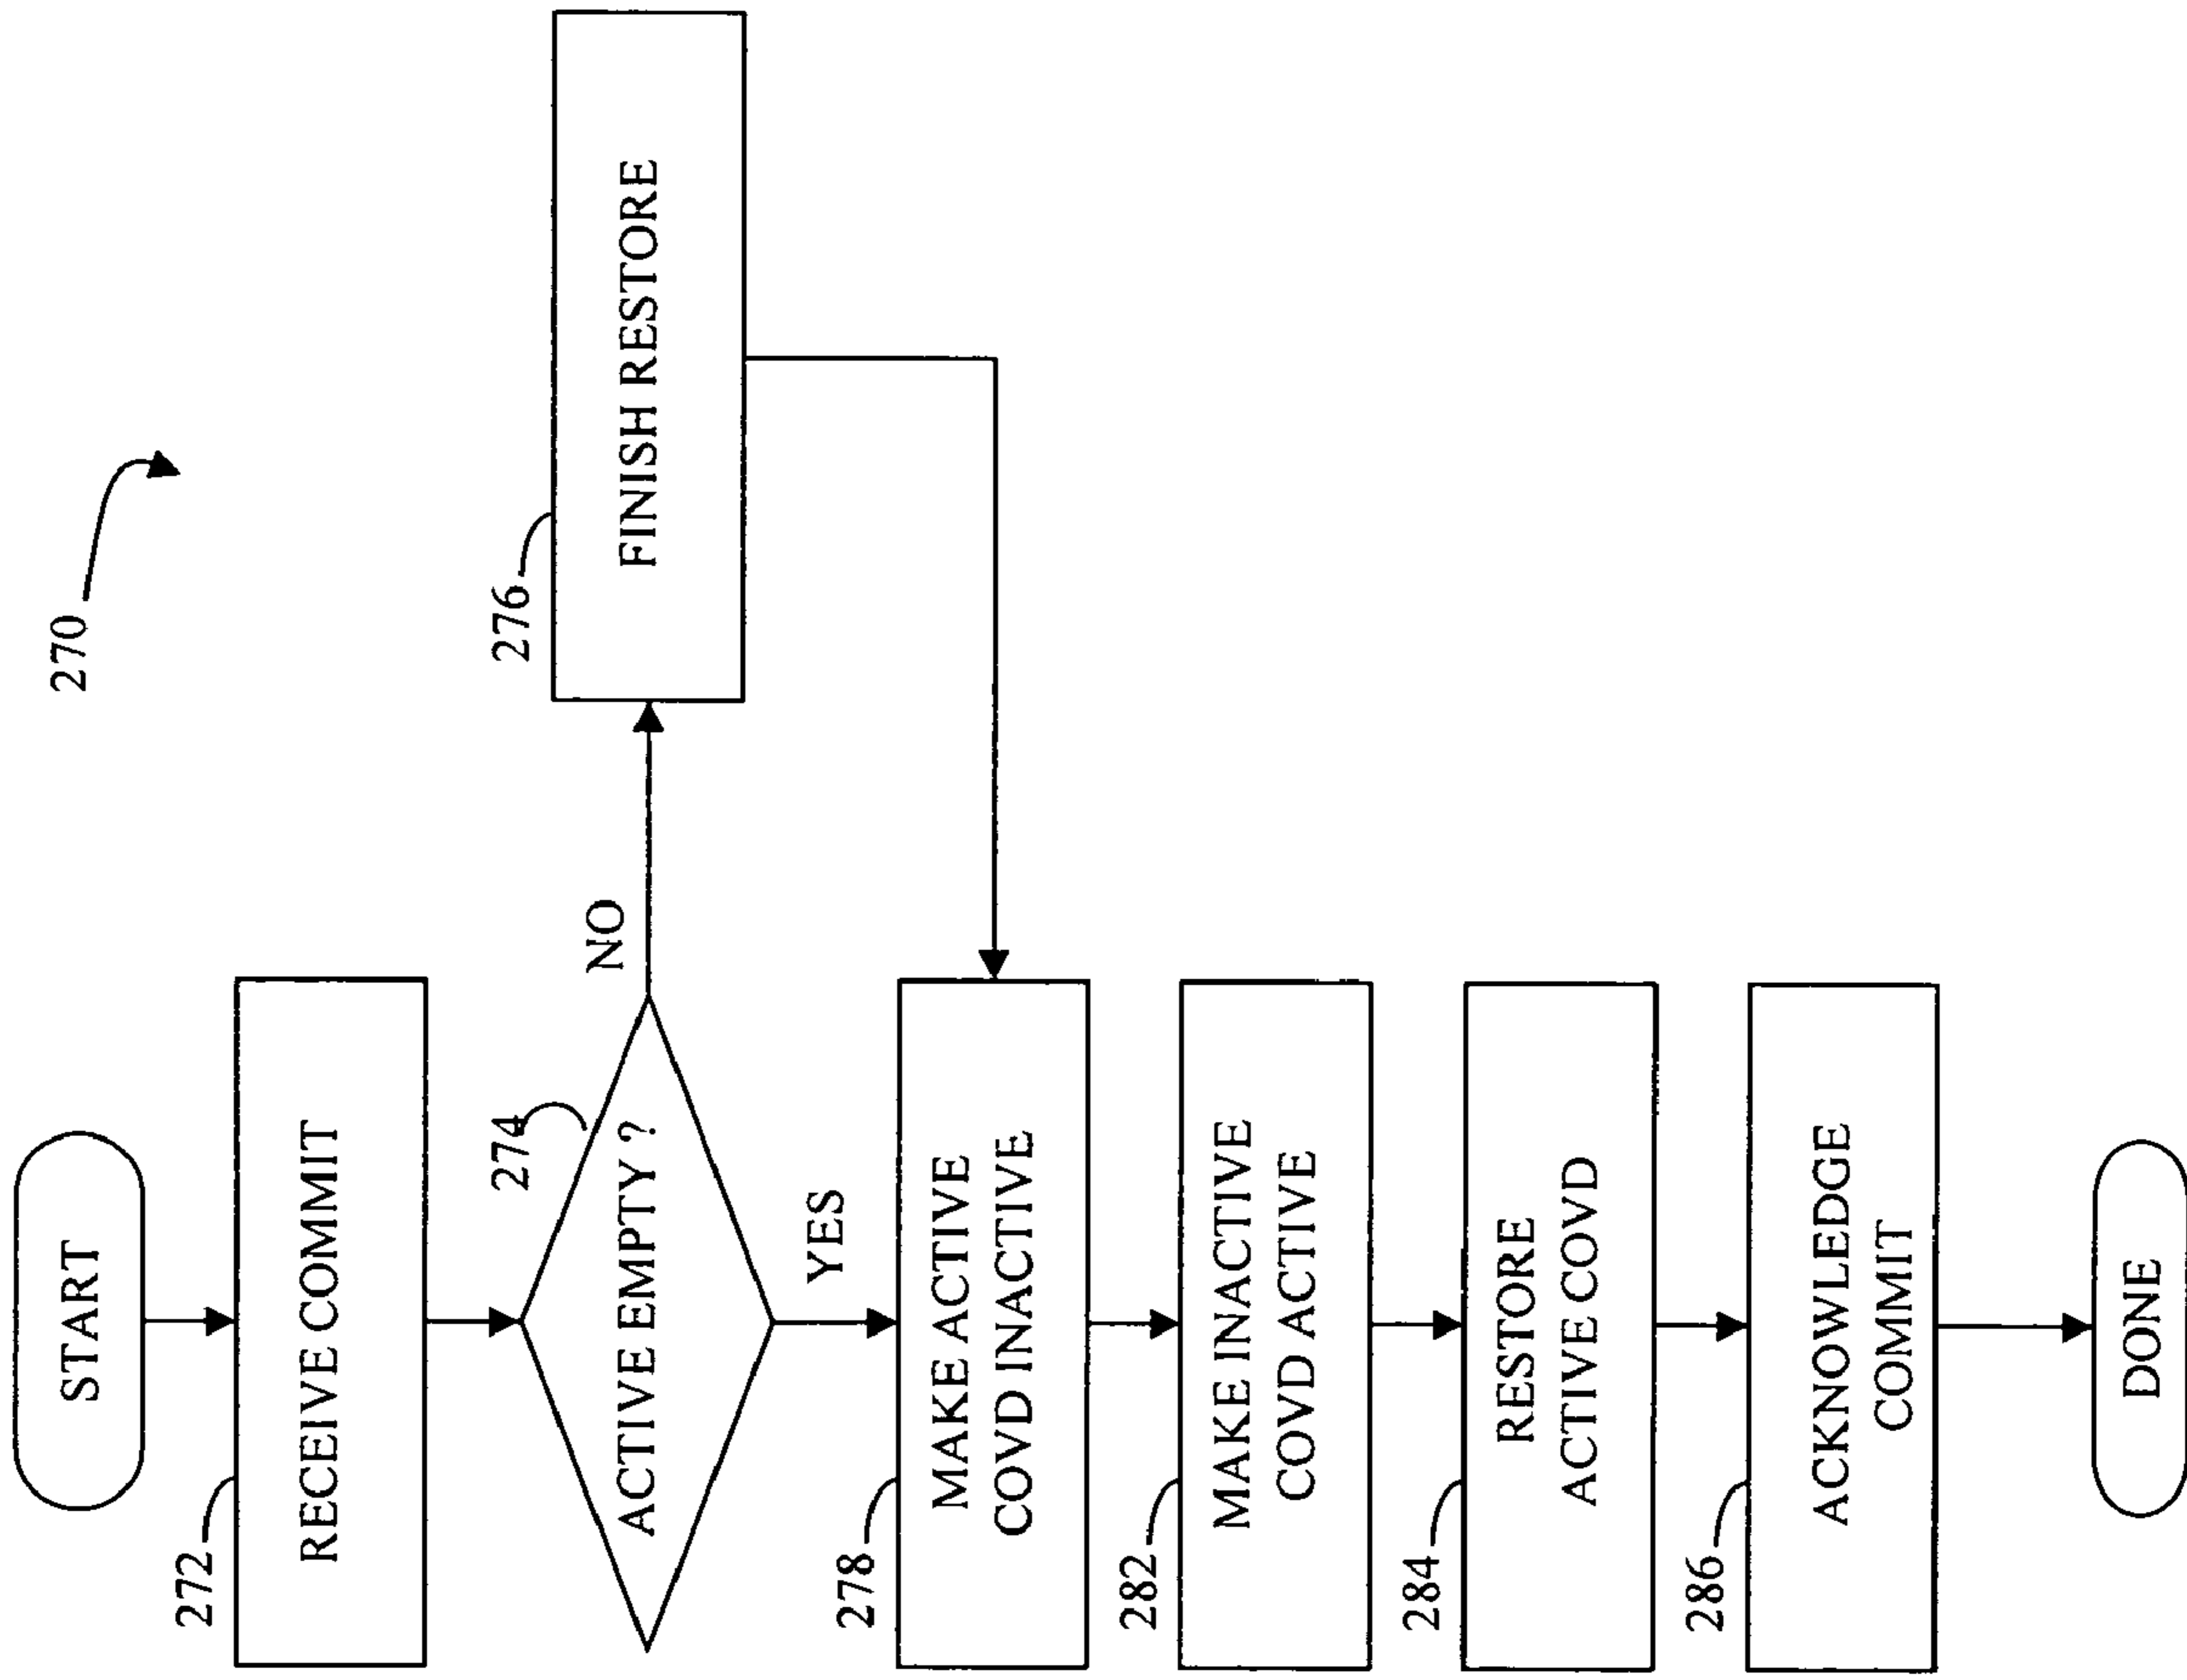 270
START
272
RECEIVE COMMIT
274
ACTIVE EMPTY ?
NO
276
FINISH RESTORE
YES
278
MAKE ACTIVE
COVD INACTIVE
282
MAKE INACTIVE
COVD ACTIVE
284
RESTORE
ACTIVE COVD
286
ACKNOWLEDGE
COMMIT
DONE